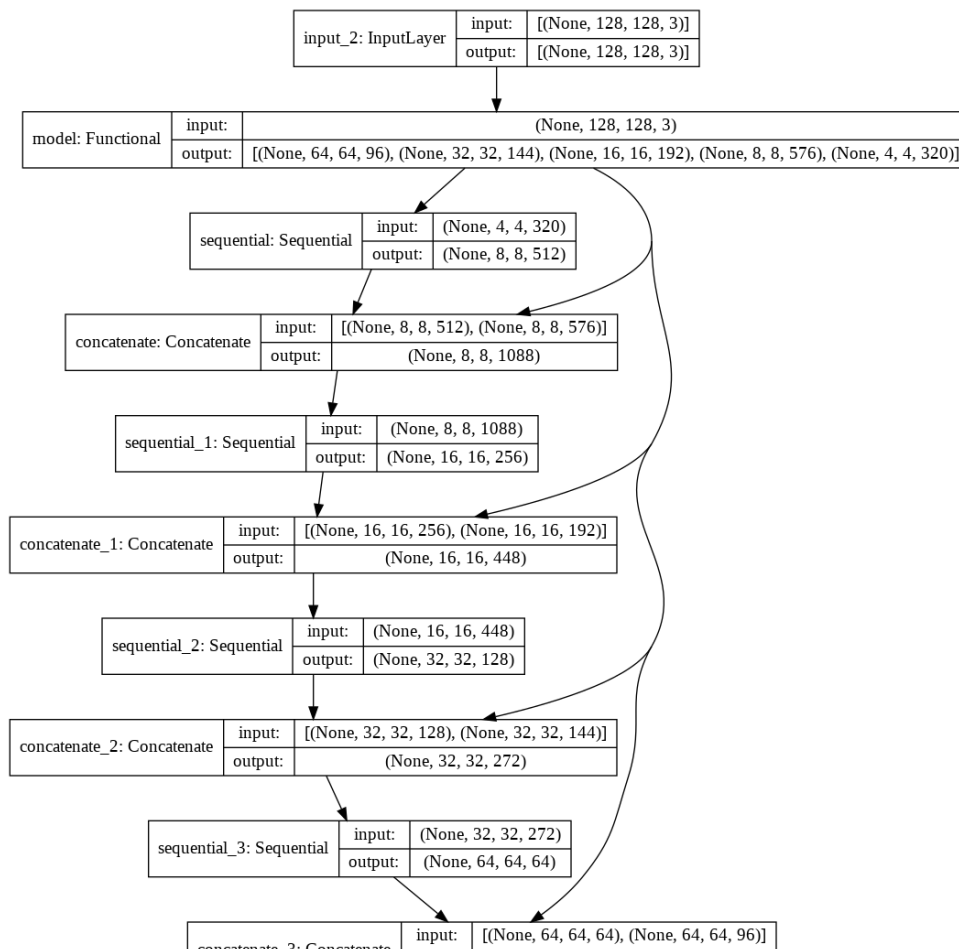 input_2: InputLayer
input: [(None, 128, 128, 3)]
output: [(None, 128, 128, 3)]
model: Functional
input: (None, 128, 128, 3)
output: [(None, 64, 64, 96), (None, 32, 32, 144), (None, 16, 16, 192), (None, 8, 8, 576), (None, 4, 4, 320)]
sequential: Sequential
input: (None, 4, 4, 320)
output: (None, 8, 8, 512)
concatenate: Concatenate
input: [(None, 8, 8, 512), (None, 8, 8, 576)]
output: (None, 8, 8, 1088)
sequential_1: Sequential
input: (None, 8, 8, 1088)
output: (None, 16, 16, 256)
concatenate_1: Concatenate
input: [(None, 16, 16, 256), (None, 16, 16, 192)]
output: (None, 16, 16, 448)
sequential_2: Sequential
input: (None, 16, 16, 448)
output: (None, 32, 32, 128)
concatenate_2: Concatenate
input: [(None, 32, 32, 128), (None, 32, 32, 144)]
output: (None, 32, 32, 272)
sequential_3: Sequential
input: (None, 32, 32, 272)
output: (None, 64, 64, 64)
concatenate_3: Concatenate
input: [(None, 64, 64, 64), (None, 64, 64, 96)]